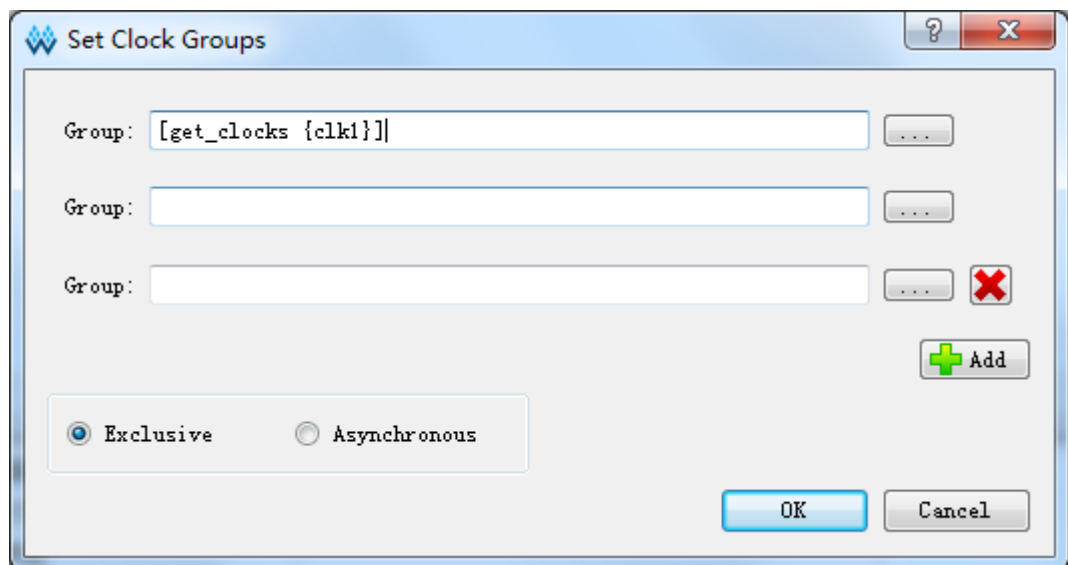 Set Clock Groups
Group: [get_clocks {clk1}] ...
Group: ...
Group: ...
Add
Exclusive Asynchronous
OK Cancel